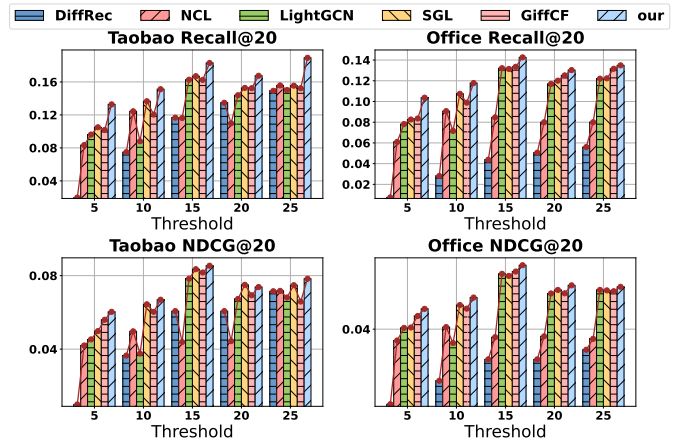 DiffRec NCL LightGCN SGL GiffCF our
Taobao Recall@20
0.16
0.12
0.08
0.04
5 10 15 20 25
Threshold
Office Recall@20
0.14
0.12
0.10
0.08
0.06
0.04
0.02
5 10 15 20 25
Threshold
Taobao NDCG@20
0.08
0.04
5 10 15 20 25
Threshold
Office NDCG@20
0.04
5 10 15 20 25
Threshold